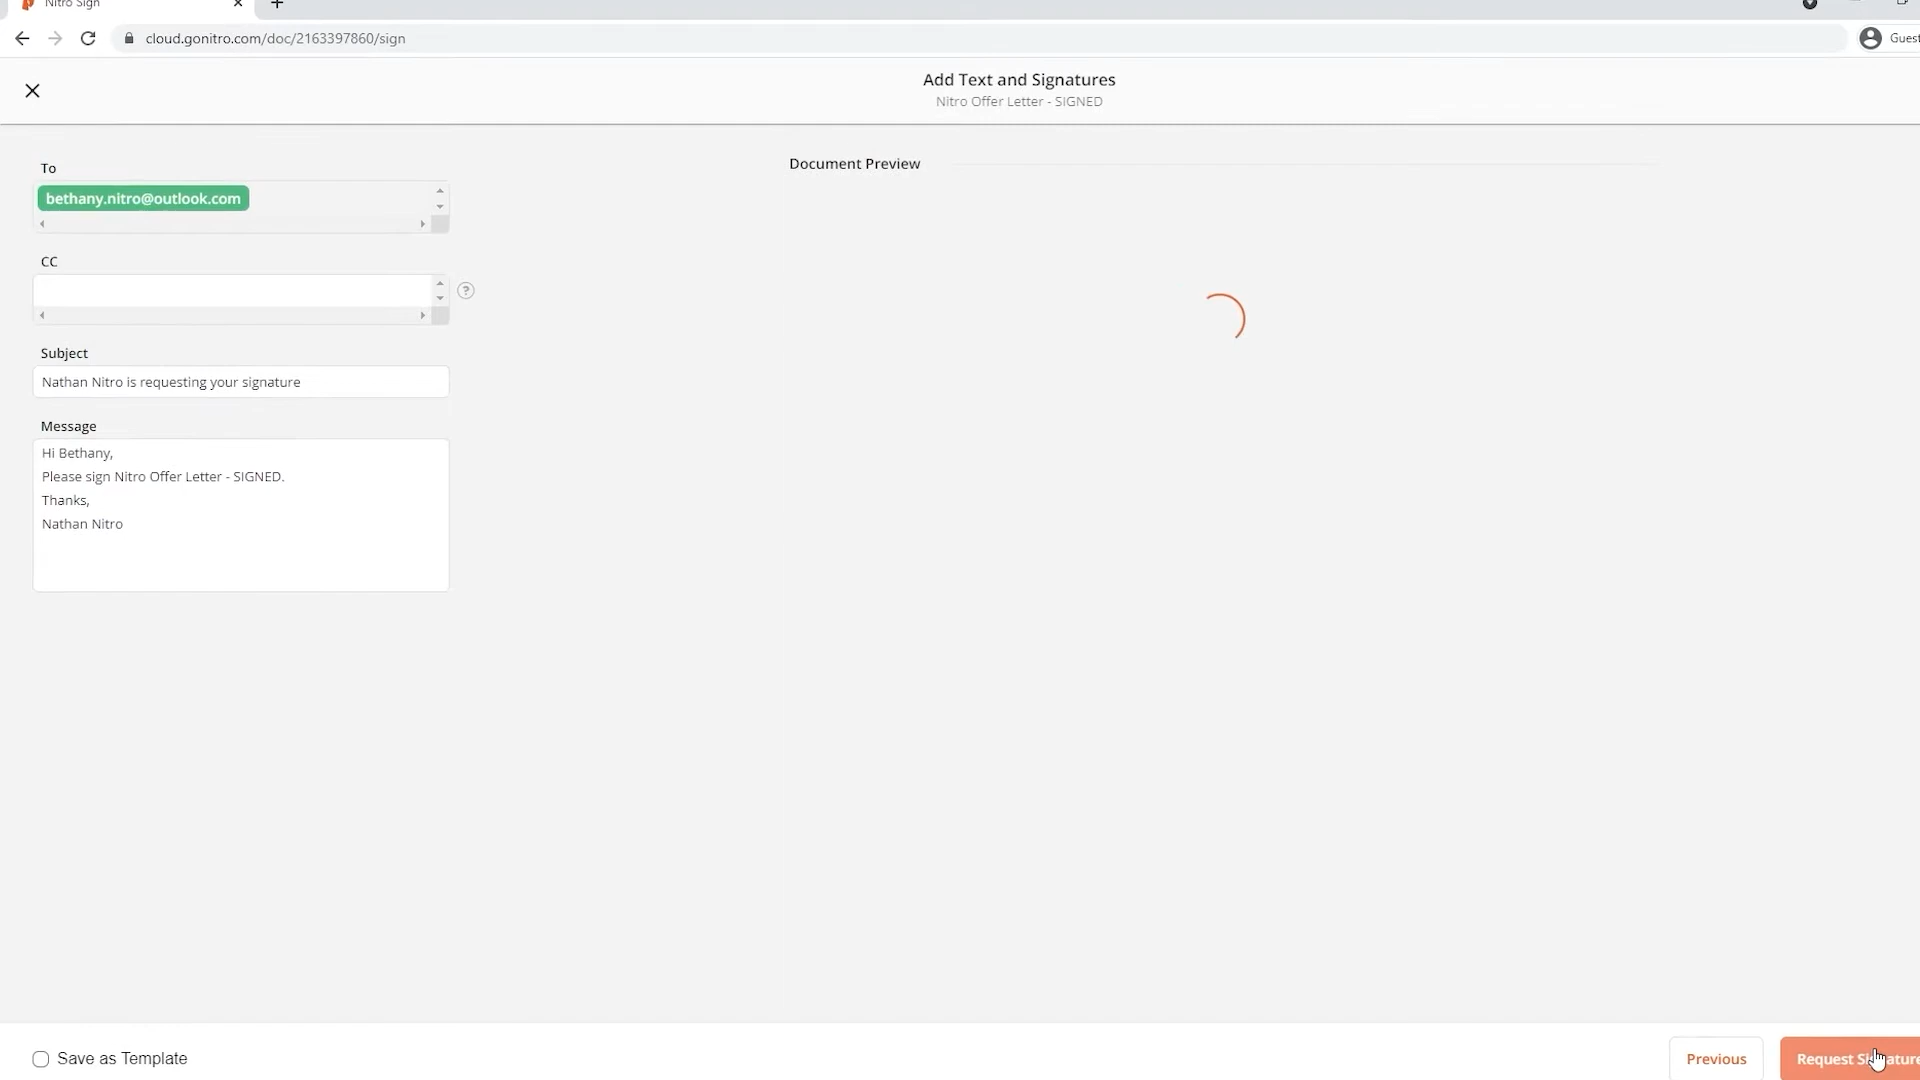 Nitro Sign
cloud.gonitro.com/doc/2163397860/sign
Guest
Add Text and Signatures
Nitro Offer Letter - SIGNED
To
bethany.nitro@outlook.com
CC
?
Subject
Nathan Nitro is requesting your signature
Message
Hi Bethany,
Please sign Nitro Offer Letter - SIGNED.
Thanks,
Nathan Nitro
Document Preview
Save as Template
Previous
Request Signature